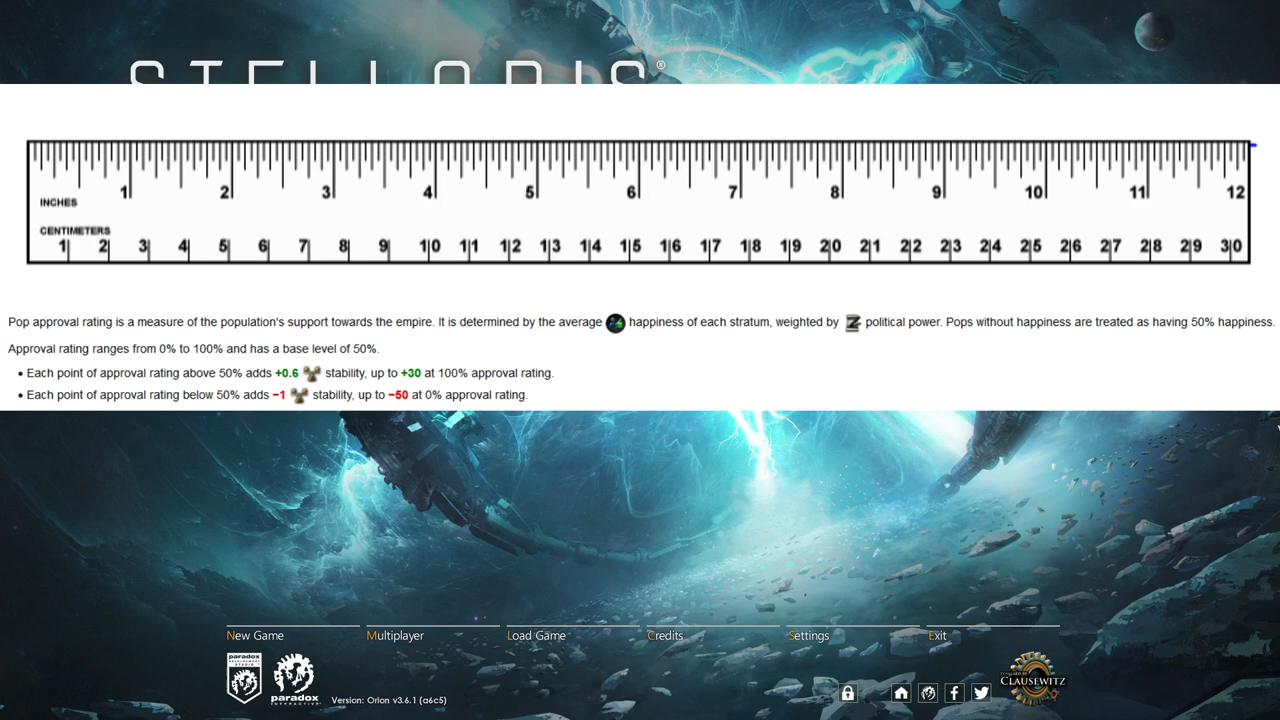 STELLARIS®
1 2 3 4 5 6 7 8 9 10 11 12
INCHES
CENTIMETERS
1 2 3 4 5 6 7 8 9 10 11 12 13 14 15 16 17 18 19 20 21 22 23 24 25 26 27 28 29 30
Pop approval rating is a measure of the population's support towards the empire. It is determined by the average happiness of each stratum, weighted by political power. Pops without happiness are treated as having 50% happiness.
Approval rating ranges from 0% to 100% and has a base level of 50%.
• Each point of approval rating above 50% adds +0.6 stability, up to +30 at 100% approval rating.
• Each point of approval rating below 50% adds −1 stability, up to −50 at 0% approval rating.
New Game Multiplayer Load Game Credits Settings Exit
paradox
DEVELOPMENT
STUDIO
paradox
INTERACTIVE
Version: Orion v3.6.1 (a6c5)
POWERED BY
CLAUSEWITZ